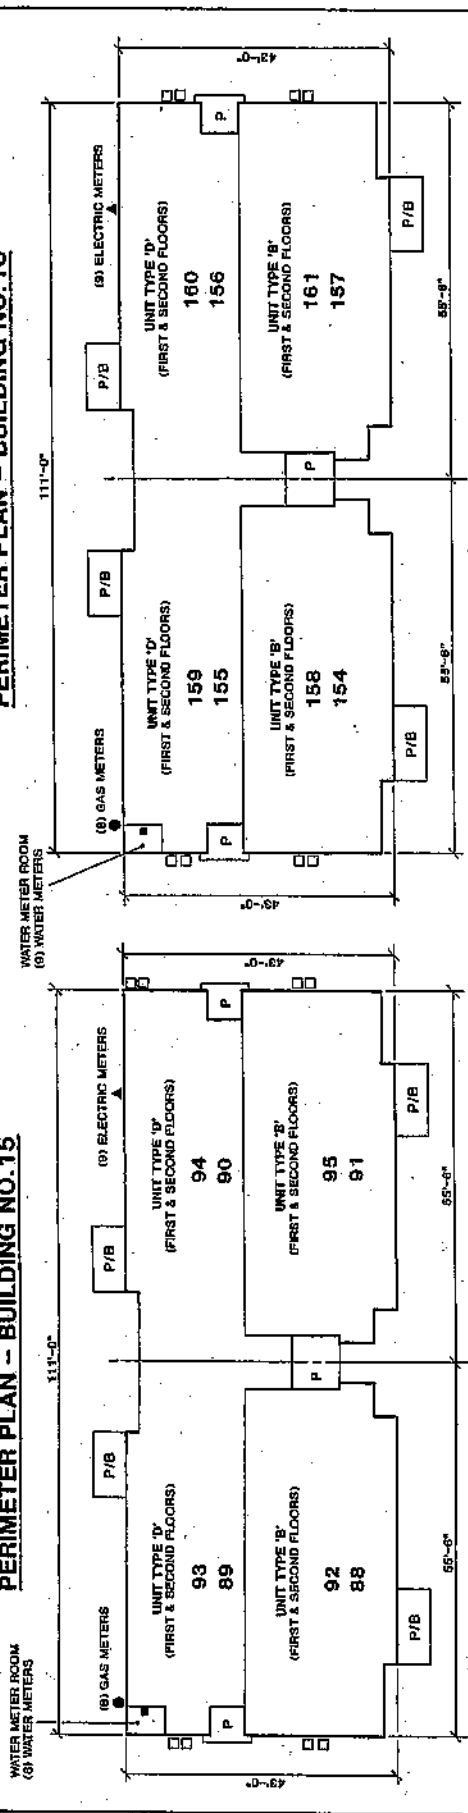 PERIMETER PLAN – BUILDING NO. 15
WATER METER ROOM
(8) WATER METERS
111'-0"
(8) GAS METERS
P/B
P/B
(9) ELECTRIC METERS
43'-0"
43'-0"
UNIT TYPE 'D'
(FIRST & SECOND FLOORS)
93
89
UNIT TYPE 'D'
(FIRST & SECOND FLOORS)
94
90
P
P
P
UNIT TYPE 'B'
(FIRST & SECOND FLOORS)
92
88
UNIT TYPE 'B'
(FIRST & SECOND FLOORS)
95
91
P/B
P/B
55'-6"
55'-6"
PERIMETER PLAN – BUILDING NO.
WATER METER ROOM
(9) WATER METERS
111'-0"
(8) GAS METERS
P/B
P/B
(9) ELECTRIC METERS
43'-0"
43'-0"
UNIT TYPE 'D'
(FIRST & SECOND FLOORS)
159
155
UNIT TYPE 'D'
(FIRST & SECOND FLOORS)
160
156
P
P
P
UNIT TYPE 'B'
(FIRST & SECOND FLOORS)
158
154
UNIT TYPE 'B'
(FIRST & SECOND FLOORS)
161
157
P/B
P/B
55'-6"
55'-6"